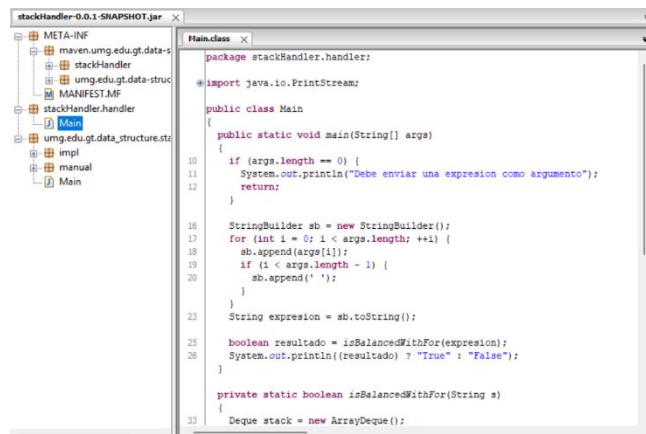 stackHandler-0.0.1-SNAPSHOT.jar
META-INF
maven.umg.edu.gt.data-s
stackHandler
umg.edu.gt.data-struc
MANIFEST.MF
stackHandler.handler
Main
umg.edu.gt.data_structure.sta
impl
manual
Main
Main.class
package stackHandler.handler;
import java.io.PrintStream;
public class Main
{
public static void main(String[] args)
{
10 if (args.length == 0) {
11 System.out.println("Debe enviar una expresion como argumento");
12 return;
}
16 StringBuilder sb = new StringBuilder();
17 for (int i = 0; i < args.length; ++i) {
18 sb.append(args[i]);
19 if (i < args.length - 1) {
20 sb.append(' ');
}
}
23 String expresion = sb.toString();
25 boolean resultado = isBalancedWithFor(expresion);
26 System.out.println((resultado) ? "True" : "False");
}
private static boolean isBalancedWithFor(String s)
{
33 Deque stack = new ArrayDeque();